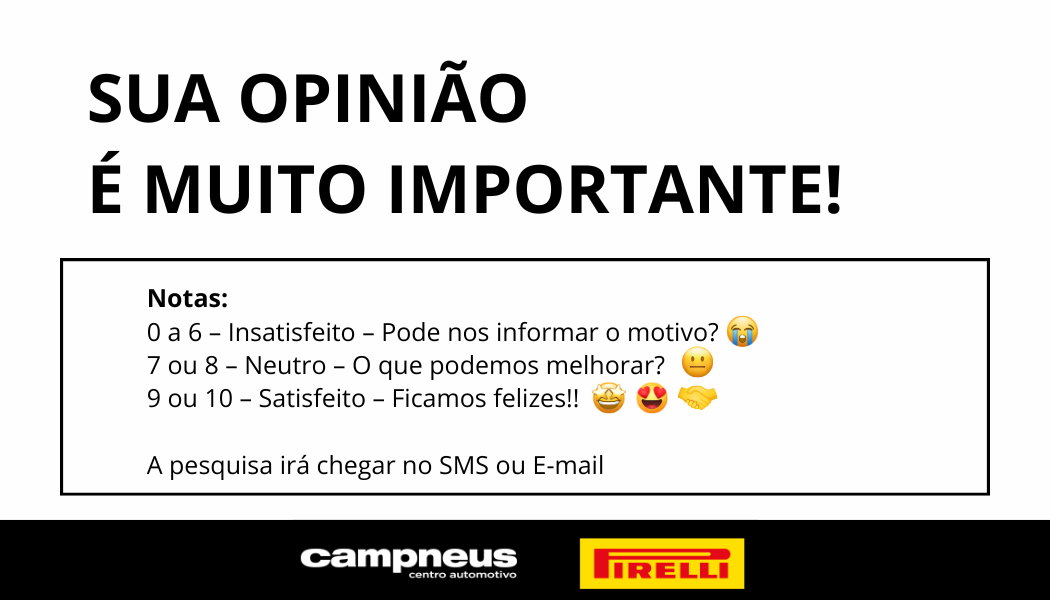 SUA OPINIÃO
É MUITO IMPORTANTE!
Notas:
0 a 6 – Insatisfeito – Pode nos informar o motivo? 😭
7 ou 8 – Neutro – O que podemos melhorar? 😐
9 ou 10 – Satisfeito – Ficamos felizes!! 🤩 😍 🤝
A pesquisa irá chegar no SMS ou E-mail
campneus
centro automotivo
PIRELLI